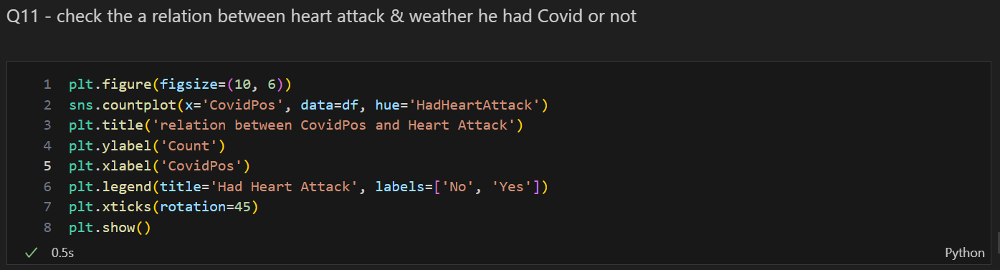 Q11 - check the a relation between heart attack & weather he had Covid or not
1 plt.figure(figsize=(10, 6))
2 sns.countplot(x='CovidPos', data=df, hue='HadHeartAttack')
3 plt.title('relation between CovidPos and Heart Attack')
4 plt.ylabel('Count')
5 plt.xlabel('CovidPos')
6 plt.legend(title='Had Heart Attack', labels=['No', 'Yes'])
7 plt.xticks(rotation=45)
8 plt.show()
0.5s Python